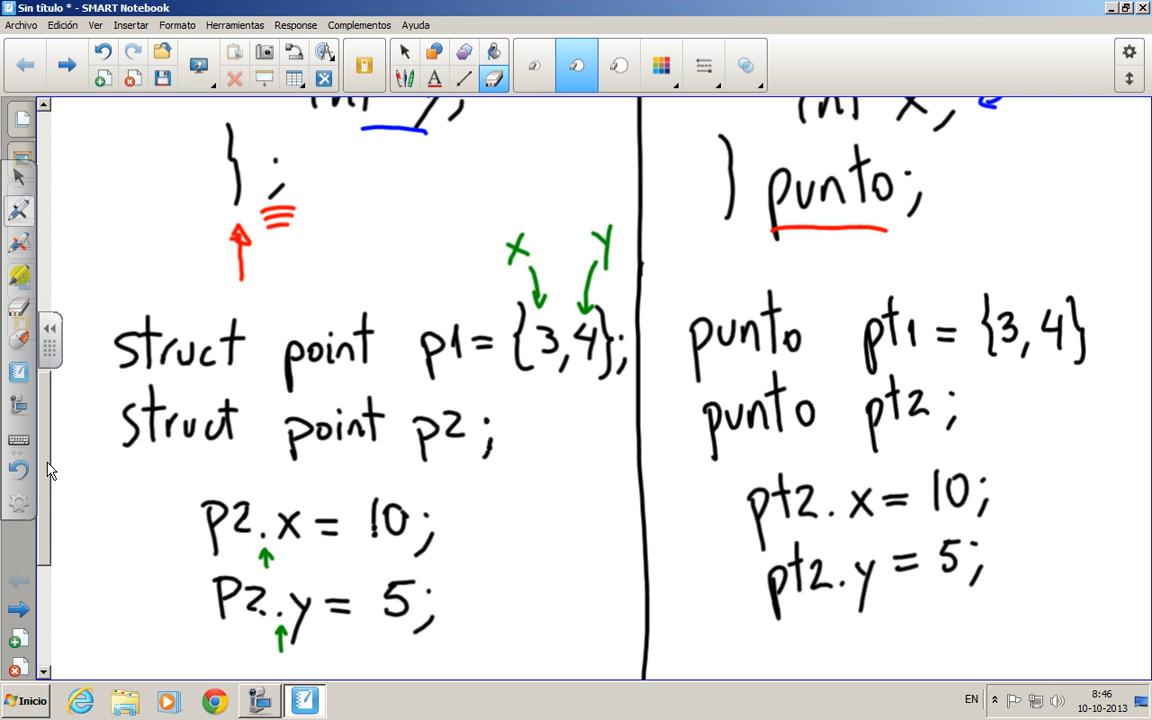 Sin título * - SMART Notebook
Archivo Edición Ver Insertar Formato Herramientas Response Complementos Ayuda
} ;
struct point p1 = {3,4};
x y
struct point p2 ;
p2.x = 10;
P2.y = 5;
int x;
} punto;
punto pt1 = {3,4}
punto pt2 ;
pt2.x = 10;
pt2.y = 5;
Inicio
EN
8:46
10-10-2013